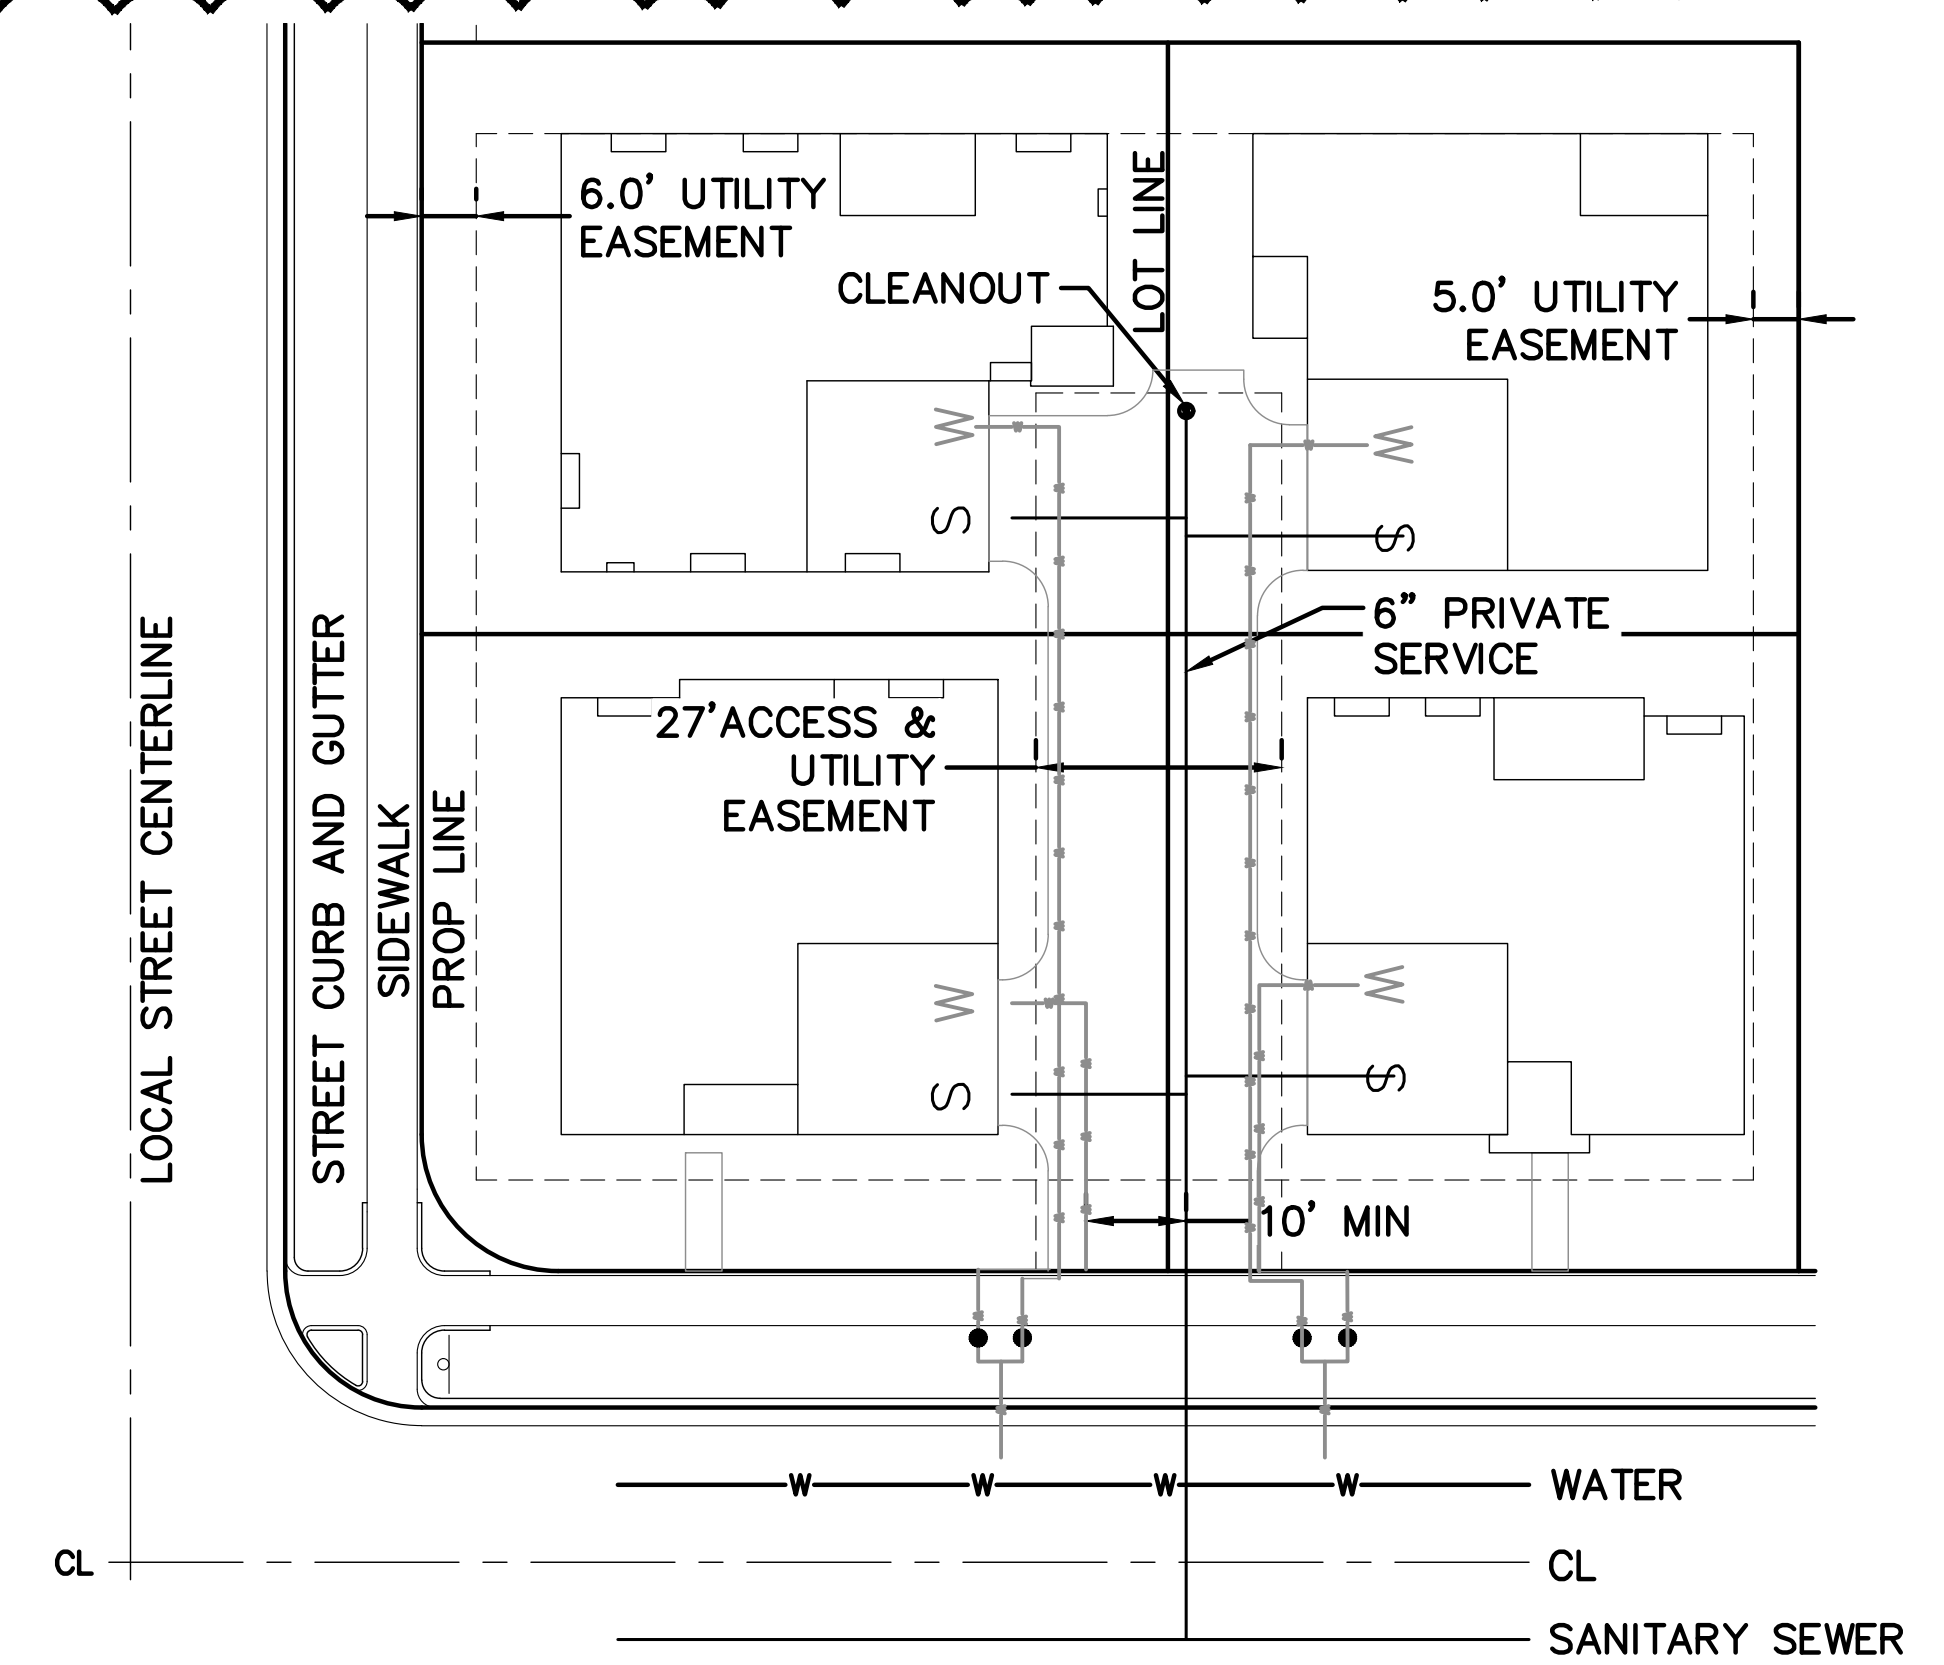 6.0' UTILITY
EASEMENT
LOT LINE
CLEANOUT
5.0' UTILITY
EASEMENT
W
W
S
S
6” PRIVATE
SERVICE
LOCAL STREET CENTERLINE
STREET CURB AND GUTTER
SIDEWALK
PROP LINE
27'ACCESS &
UTILITY
EASEMENT
W
W
S
S
10' MIN
W W W W WATER
CL CL
SANITARY SEWER